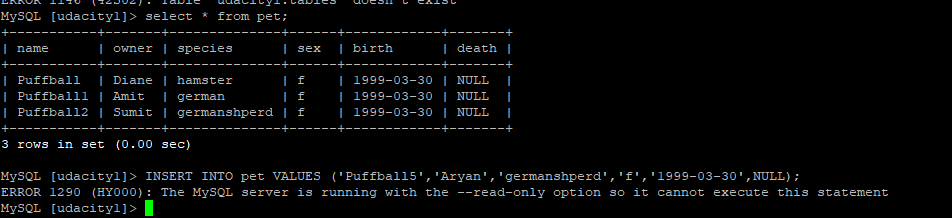 ERROR 1146 (42S02): Table 'udacity1.tables' doesn't exist
MySQL [udacity1]> select * from pet;
+-----------+-------+--------------+------+------------+-------+
| name      | owner | species      | sex  | birth      | death |
+-----------+-------+--------------+------+------------+-------+
| Puffball  | Diane | hamster      | f    | 1999-03-30 | NULL  |
| Puffball1 | Amit  | german       | f    | 1999-03-30 | NULL  |
| Puffball2 | Sumit | germanshperd | f    | 1999-03-30 | NULL  |
+-----------+-------+--------------+------+------------+-------+
3 rows in set (0.00 sec)
MySQL [udacity1]> INSERT INTO pet VALUES ('Puffball5','Aryan','germanshperd','f','1999-03-30',NULL);
ERROR 1290 (HY000): The MySQL server is running with the --read-only option so it cannot execute this statement
MySQL [udacity1]>